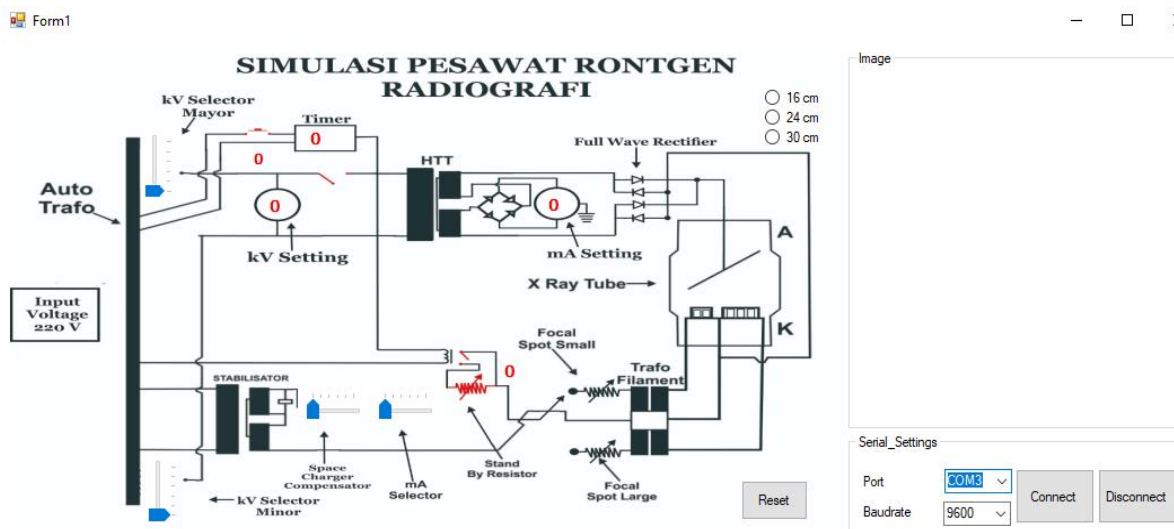 Form1
SIMULASI PESAWAT RONTGEN
RADIOGRAFI
Image
kV Selector
Mayor
16 cm
24 cm
30 cm
Timer
0
0
Full Wave Rectifier
HTT
Auto
Trafo
0
0
A
kV Setting
mA Setting
X Ray Tube
Input
Voltage
220 V
K
Focal
Spot Small
Trafo
Filament
0
STABILISATOR
Space
Charger
Compensator
mA
Selector
Stand
By Resistor
Focal
Spot Large
kV Selector
Minor
Reset
Serial_Settings
Port
COM3
Connect
Disconnect
Baudrate
9600